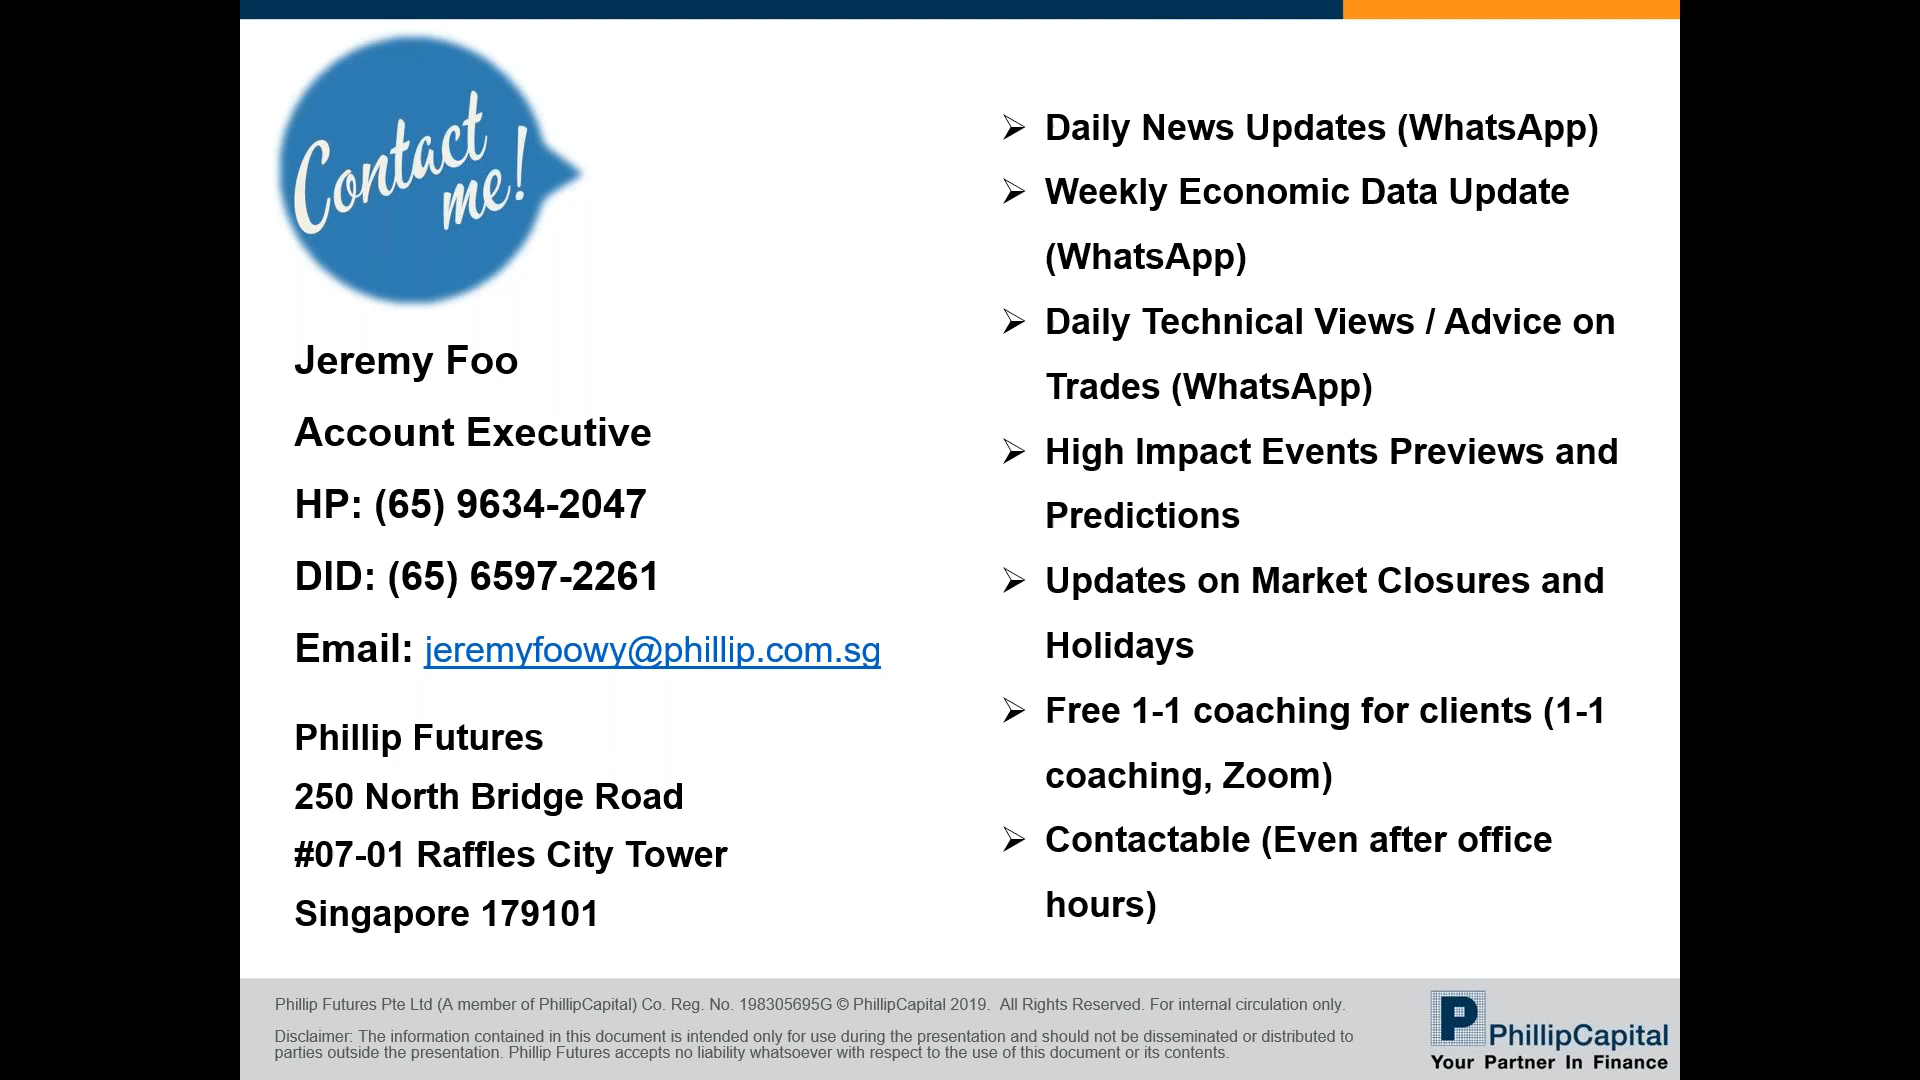 Contact
me!
Jeremy Foo
Account Executive
HP: (65) 9634-2047
DID: (65) 6597-2261
Email: jeremyfoowy@phillip.com.sg
Phillip Futures
250 North Bridge Road
#07-01 Raffles City Tower
Singapore 179101
➢ Daily News Updates (WhatsApp)
➢ Weekly Economic Data Update
(WhatsApp)
➢ Daily Technical Views / Advice on
Trades (WhatsApp)
➢ High Impact Events Previews and
Predictions
➢ Updates on Market Closures and
Holidays
➢ Free 1-1 coaching for clients (1-1
coaching, Zoom)
➢ Contactable (Even after office
hours)
Phillip Futures Pte Ltd (A member of PhillipCapital) Co. Reg. No. 198305695G © PhillipCapital 2019.  All Rights Reserved. For internal circulation only.
Disclaimer: The information contained in this document is intended only for use during the presentation and should not be disseminated or distributed to
parties outside the presentation. Phillip Futures accepts no liability whatsoever with respect to the use of this document or its contents.
P PhillipCapital
Your Partner In Finance